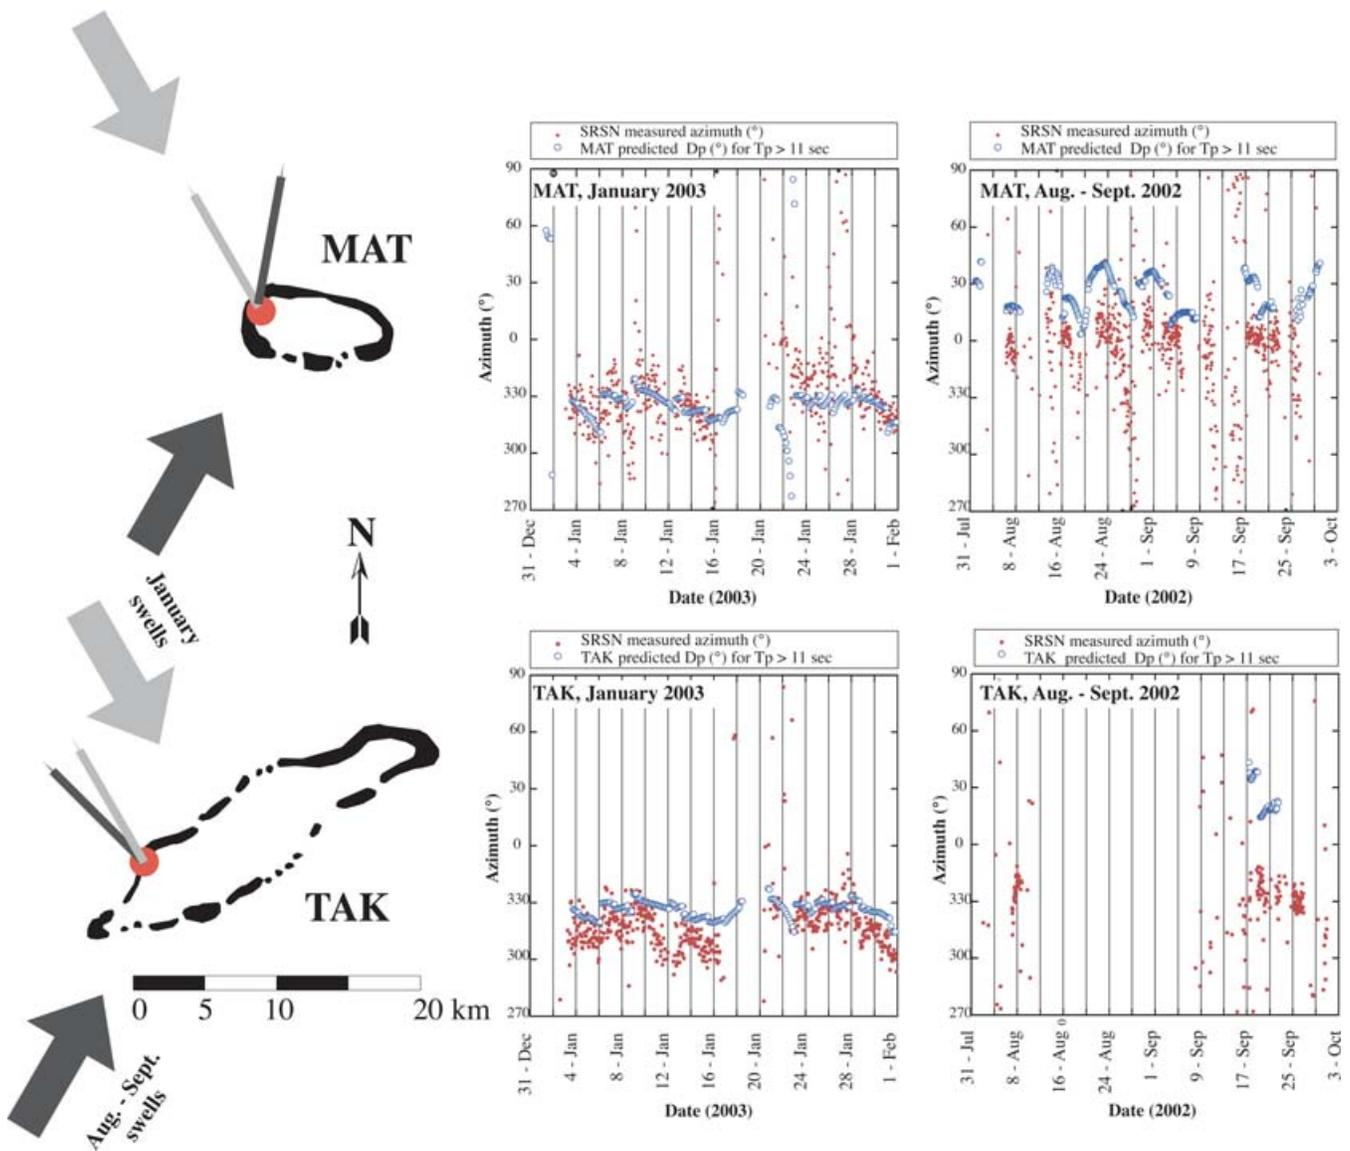 MAT
January
swells
N
TAK
0 5 10 20 km
Aug. - Sept.
swells
SRSN measured azimuth (°)
MAT predicted Dp (°) for Tp > 11 sec
MAT, January 2003
Azimuth (°)
90
60
30
0
330
300
270
31 - Dec
4 - Jan
8 - Jan
12 - Jan
16 - Jan
20 - Jan
24 - Jan
28 - Jan
1 - Feb
Date (2003)
SRSN measured azimuth (°)
MAT predicted Dp (°) for Tp > 11 sec
MAT, Aug. - Sept. 2002
Azimuth (°)
90
60
30
0
330
300
270
31 - Jul
8 - Aug
16 - Aug
24 - Aug
1 - Sep
9 - Sep
17 - Sep
25 - Sep
3 - Oct
Date (2002)
SRSN measured azimuth (°)
TAK predicted Dp (°) for Tp > 11 sec
TAK, January 2003
Azimuth (°)
90
60
30
0
330
300
270
31 - Dec
4 - Jan
8 - Jan
12 - Jan
16 - Jan
20 - Jan
24 - Jan
28 - Jan
1 - Feb
Date (2003)
SRSN measured azimuth (°)
TAK predicted Dp (°) for Tp > 11 sec
TAK, Aug. - Sept. 2002
Azimuth (°)
90
60
30
0
330
300
270
31 - Jul
8 - Aug
16 - Aug 0
24 - Aug
1 - Sep
9 - Sep
17 - Sep
25 - Sep
3 - Oct
Date (2002)